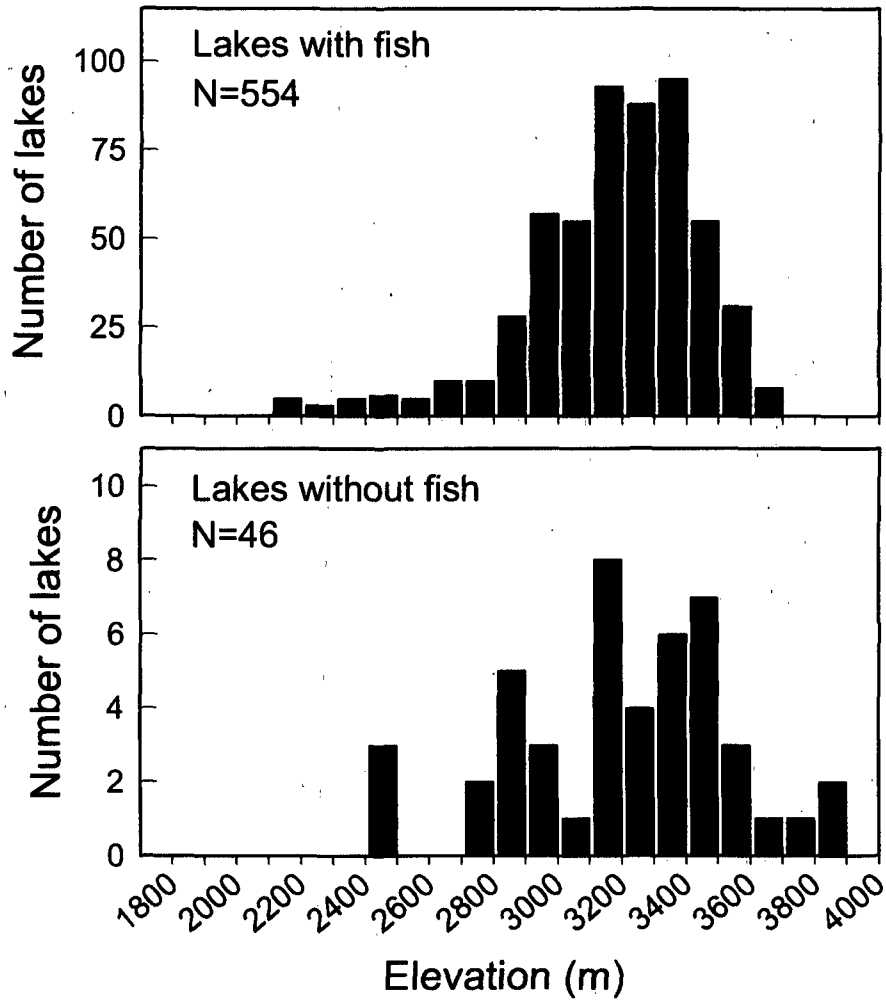 Lakes with fish
N=554
Number of lakes
100
75
50
25
0
Lakes without fish
N=46
Number of lakes
10
8
6
4
2
0
1800 2000 2200 2400 2600 2800 3000 3200 3400 3600 3800 4000
Elevation (m)